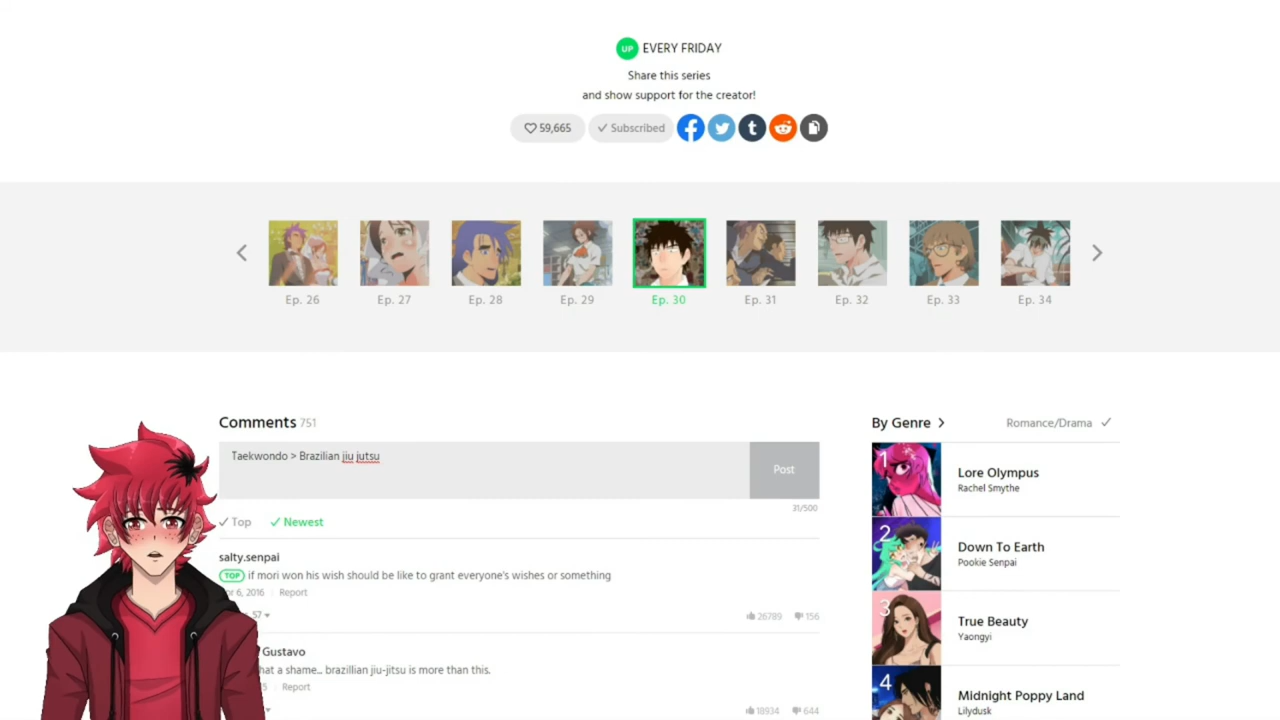 UP EVERY FRIDAY
Share this series
and show support for the creator!
59,665
Subscribed
Ep. 26
Ep. 27
Ep. 28
Ep. 29
Ep. 30
Ep. 31
Ep. 32
Ep. 33
Ep. 34
Comments 751
Taekwondo > Brazilian jiu jutsu
Post
31/500
Top
Newest
salty.senpai
TOP if mori won his wish should be like to grant everyone's wishes or something
6, 2016 Report
57
26789 156
Gustavo
a shame... brazillian jiu-jitsu is more than this.
Report
18934 644
By Genre
Romance/Drama
1
Lore Olympus
Rachel Smythe
2
Down To Earth
Pookie Senpai
3
True Beauty
Yaongyi
4
Midnight Poppy Land
Lilydusk